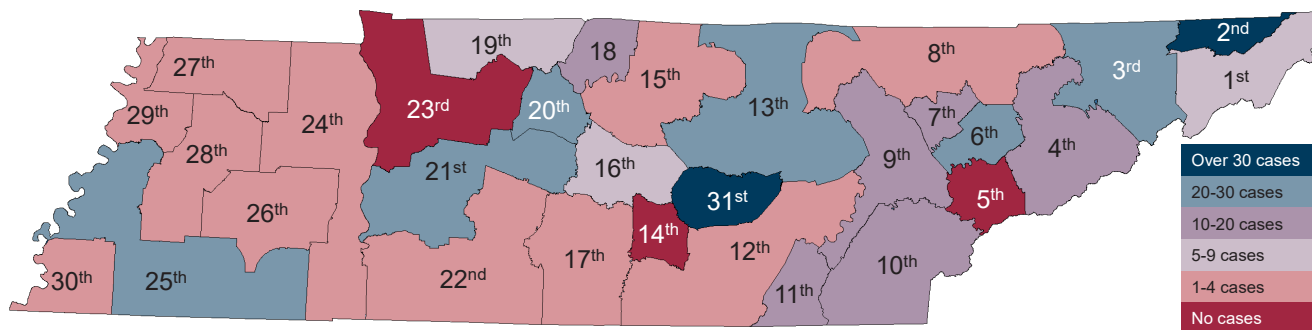 2nd
19th
18
8th
27th
15th
3rd
1st
23rd
20th
13th
29th
24th
7th
6th
28th
4th
9th
21st
16th
Over 30 cases
20-30 cases
10-20 cases
5-9 cases
1-4 cases
No cases
31st
5th
26th
14th
12th
17th
10th
30th
25th
22nd
11th